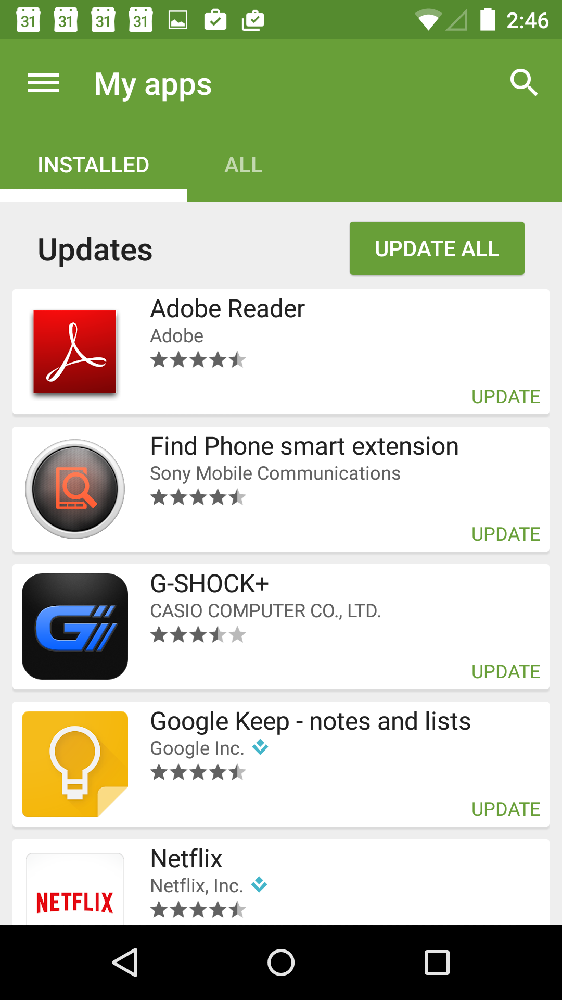 31 31 31 31 2:46
My apps
INSTALLED ALL
Updates UPDATE ALL
Adobe Reader
Adobe
UPDATE
Find Phone smart extension
Sony Mobile Communications
UPDATE
G-SHOCK+
CASIO COMPUTER CO., LTD.
UPDATE
Google Keep - notes and lists
Google Inc.
UPDATE
Netflix
Netflix, Inc.
NETFLIX